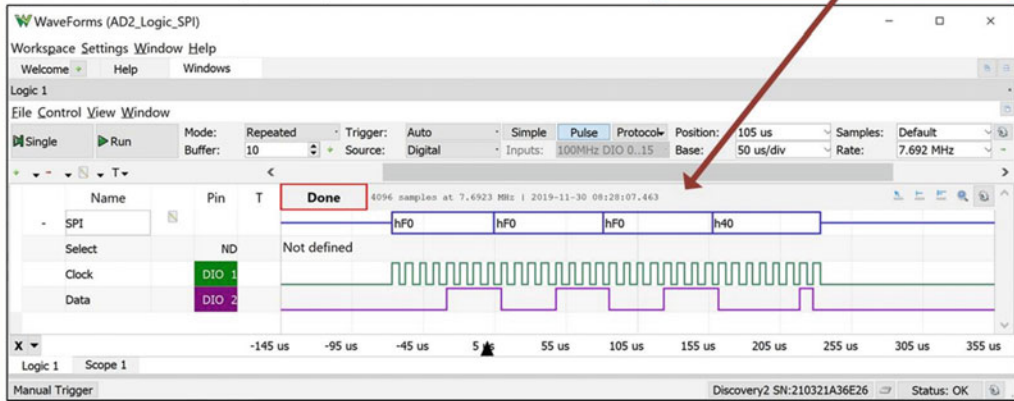 WaveForms (AD2_Logic_SPI)
Workspace Settings Window Help
Welcome Help Windows
Logic 1
File Control View Window
Single Run Mode: Repeated Trigger: Auto Simple Pulse Protocol Position: 105 us Samples: Default
Buffer: 10 Source: Digital Inputs: 100MHz DIO 0..15 Base: 50 us/div Rate: 7.692 MHz
T
Name Pin T Done 4096 samples at 7.6923 MHz | 2019-11-30 08:28:07.463
SPI hF0 hF0 hF0 h40
Select ND Not defined
Clock DIO 1
Data DIO 2
X -145 us -95 us -45 us 5 55 us 105 us 155 us 205 us 255 us 305 us 355 us
Logic 1 Scope 1
Manual Trigger Discovery2 SN:210321A36E26 Status: OK